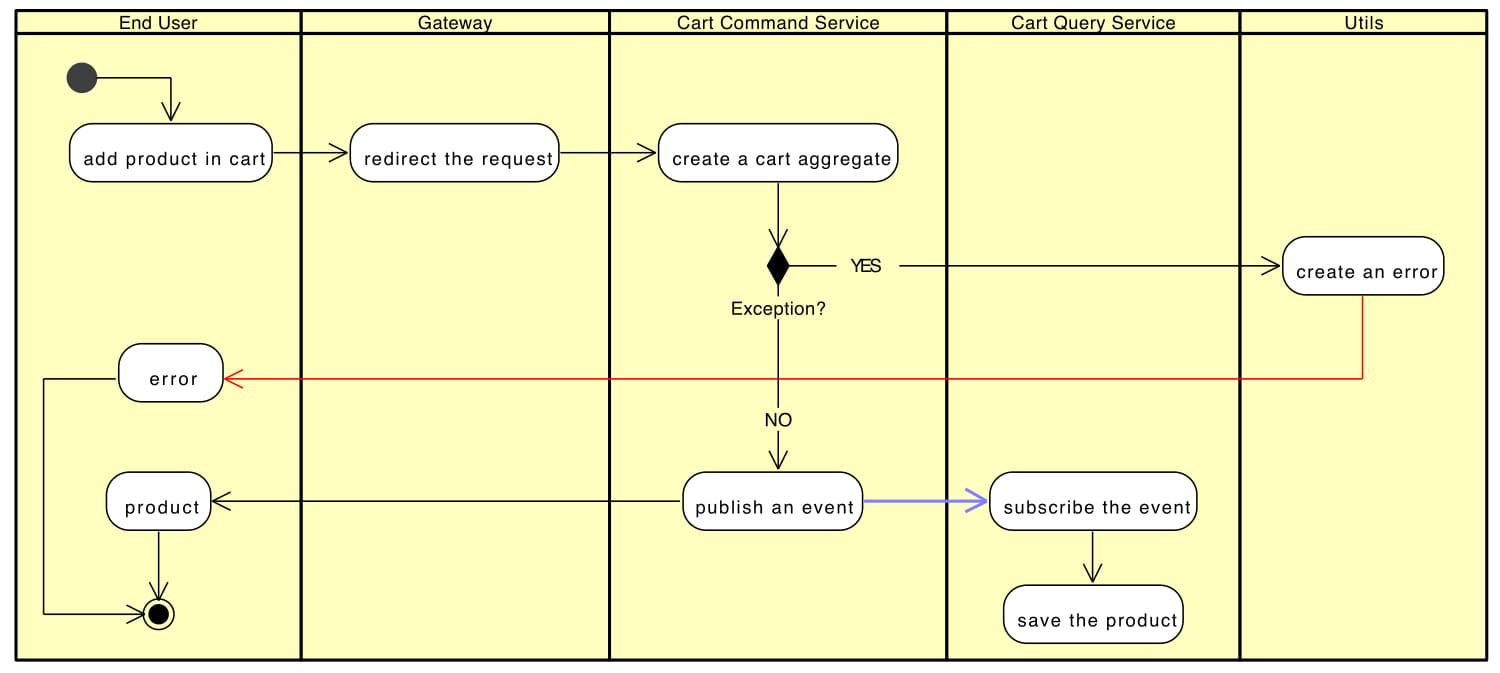 End User
Gateway
Cart Command Service
Cart Query Service
Utils
add product in cart
redirect the request
create a cart aggregate
YES
create an error
Exception?
error
NO
product
publish an event
subscribe the event
save the product